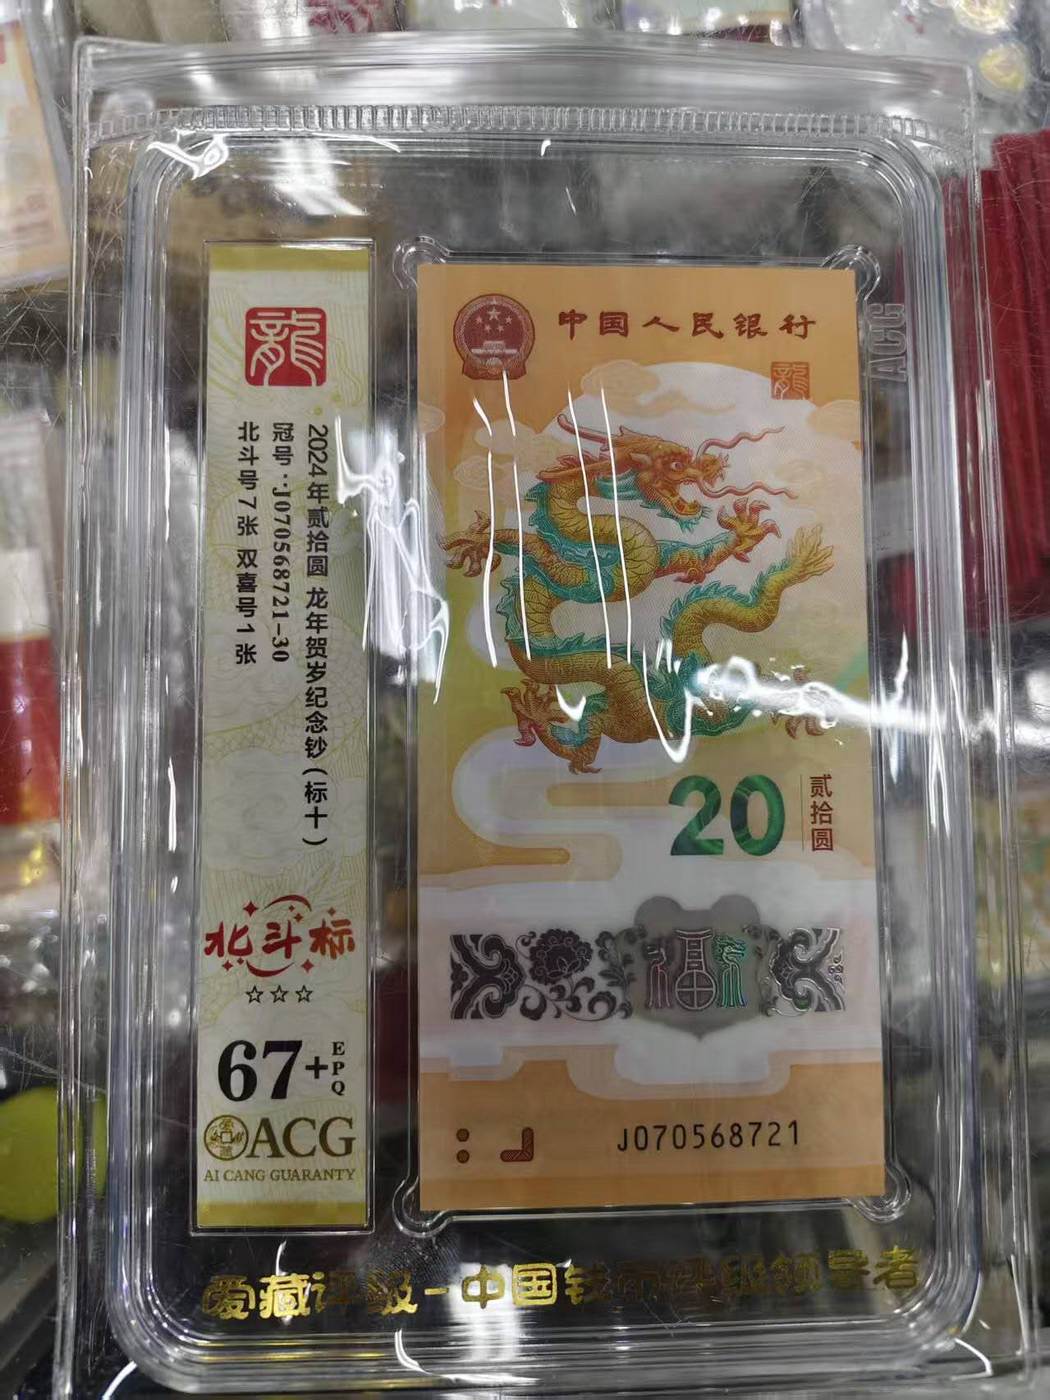 龍
2024年贰拾圆 龙年贺岁纪念钞(标十)
冠号:J070568721-30
北斗号7张 双喜号1张
北斗标
☆☆☆
67+EPQ
ACG
AI CANG GUARANTY
中国人民银行
龍
20
贰拾圆
福
J070568721
ACG
爱藏评级-中国钱币评级领导者